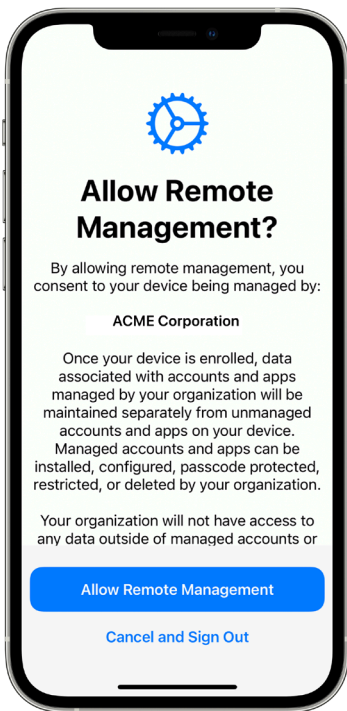 Allow Remote
Management?
By allowing remote management, you
consent to your device being managed by:
ACME Corporation
Once your device is enrolled, data
associated with accounts and apps
managed by your organization will be
maintained separately from unmanaged
accounts and apps on your device.
Managed accounts and apps can be
installed, configured, passcode protected,
restricted, or deleted by your organization.
Your organization will not have access to
any data outside of managed accounts or
Allow Remote Management
Cancel and Sign Out